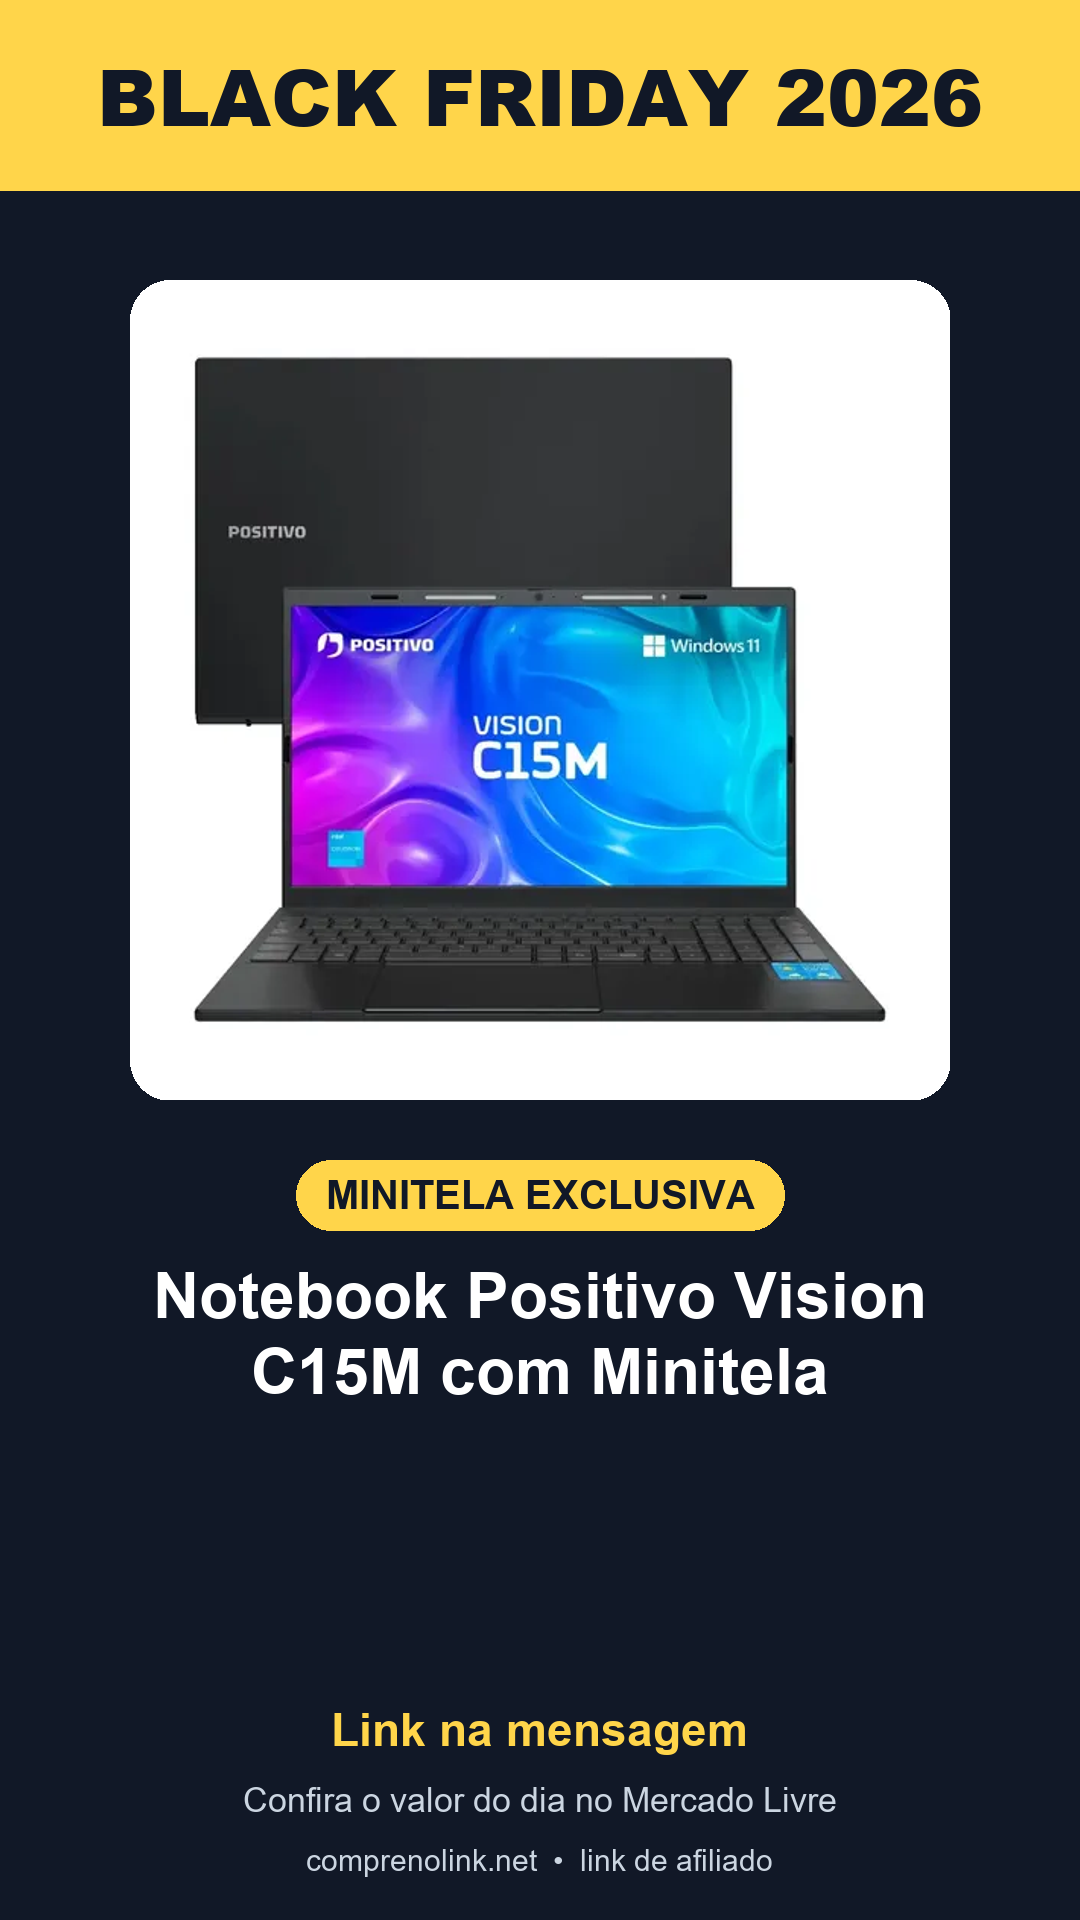 BLACK FRIDAY 2026
POSITIVO
POSITIVO
Windows 11
VISION
C15M
MINITELA EXCLUSIVA
Notebook Positivo Vision
C15M com Minitela
Link na mensagem
Confira o valor do dia no Mercado Livre
comprenolink.net • link de afiliado